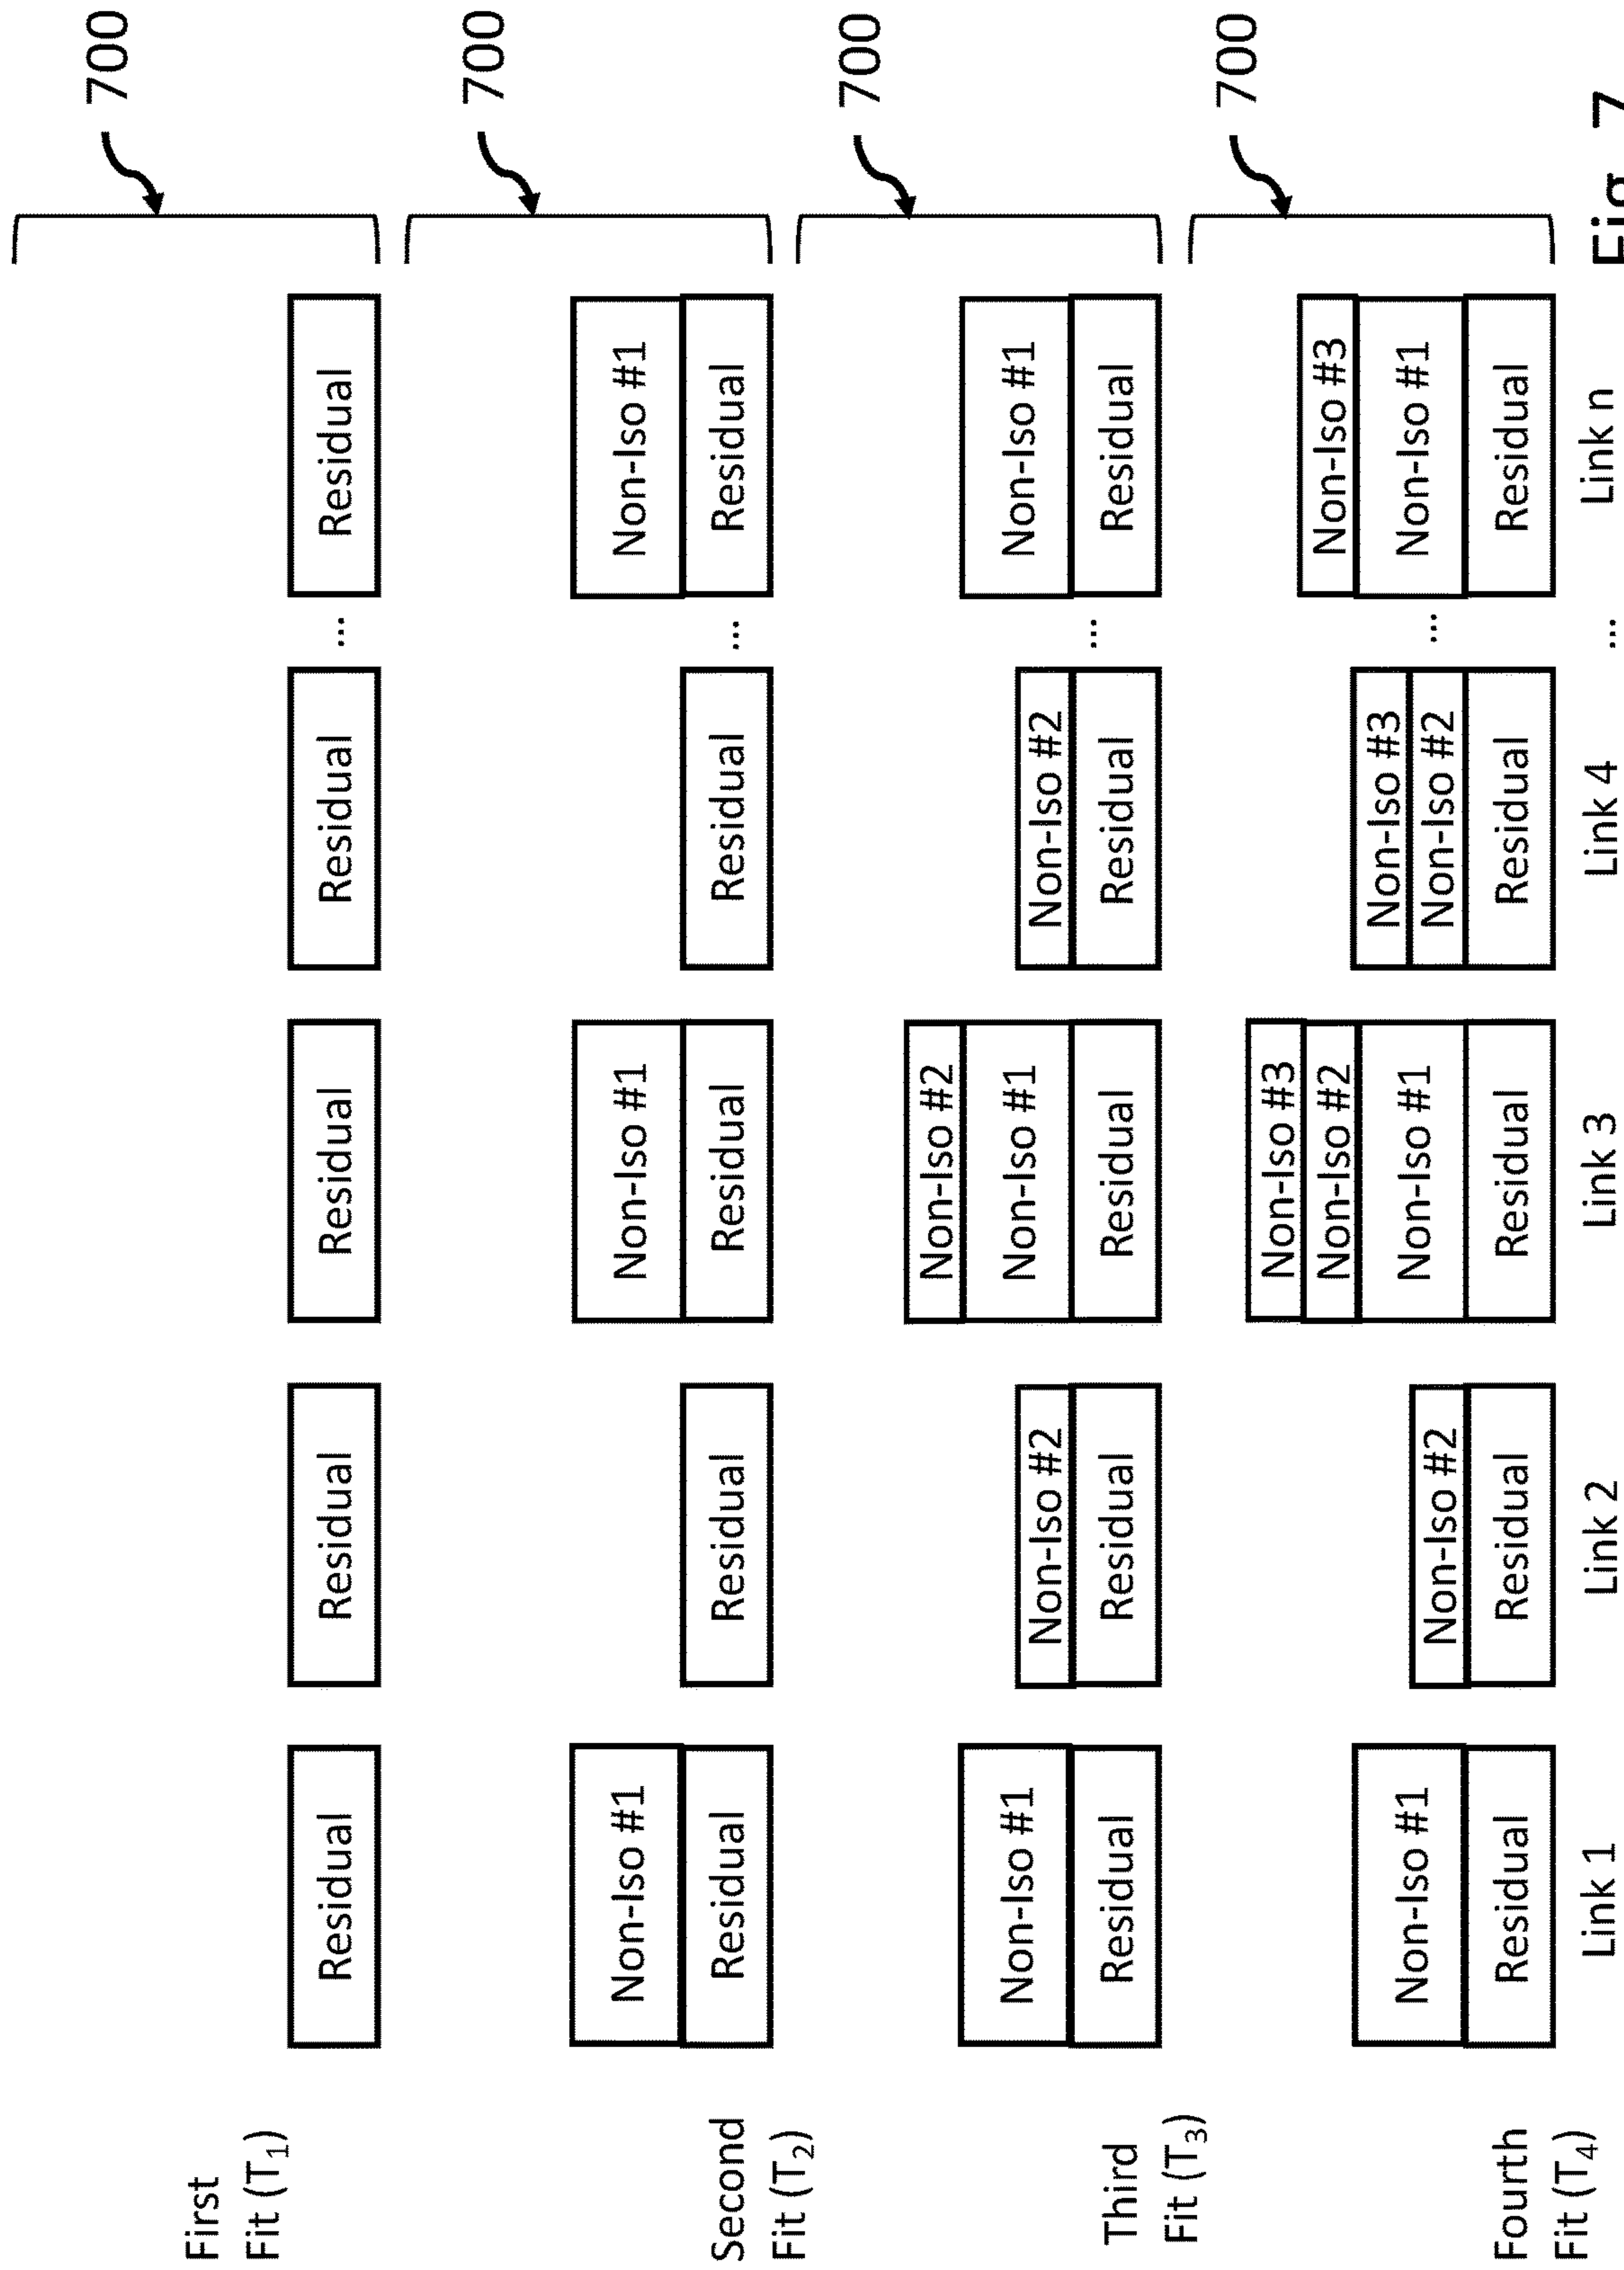 First
Fit (T₁)
Residual
Residual
Residual
Residual
...
Residual
700
Second
Fit (T₂)
Non-Iso #1
Residual
Residual
Non-Iso #1
Residual
Residual
...
Non-Iso #1
Residual
700
Third
Fit (T₃)
Non-Iso #1
Residual
Non-Iso #2
Residual
Non-Iso #2
Non-Iso #1
Residual
Non-Iso #2
Residual
...
Non-Iso #1
Residual
700
Fourth
Fit (T₄)
Non-Iso #1
Residual
Non-Iso #2
Residual
Non-Iso #3
Non-Iso #2
Non-Iso #1
Residual
Non-Iso #3
Non-Iso #2
Residual
...
Non-Iso #3
Non-Iso #1
Residual
700
Link 1
Link 2
Link 3
Link 4
...
Link n
Fig. 7